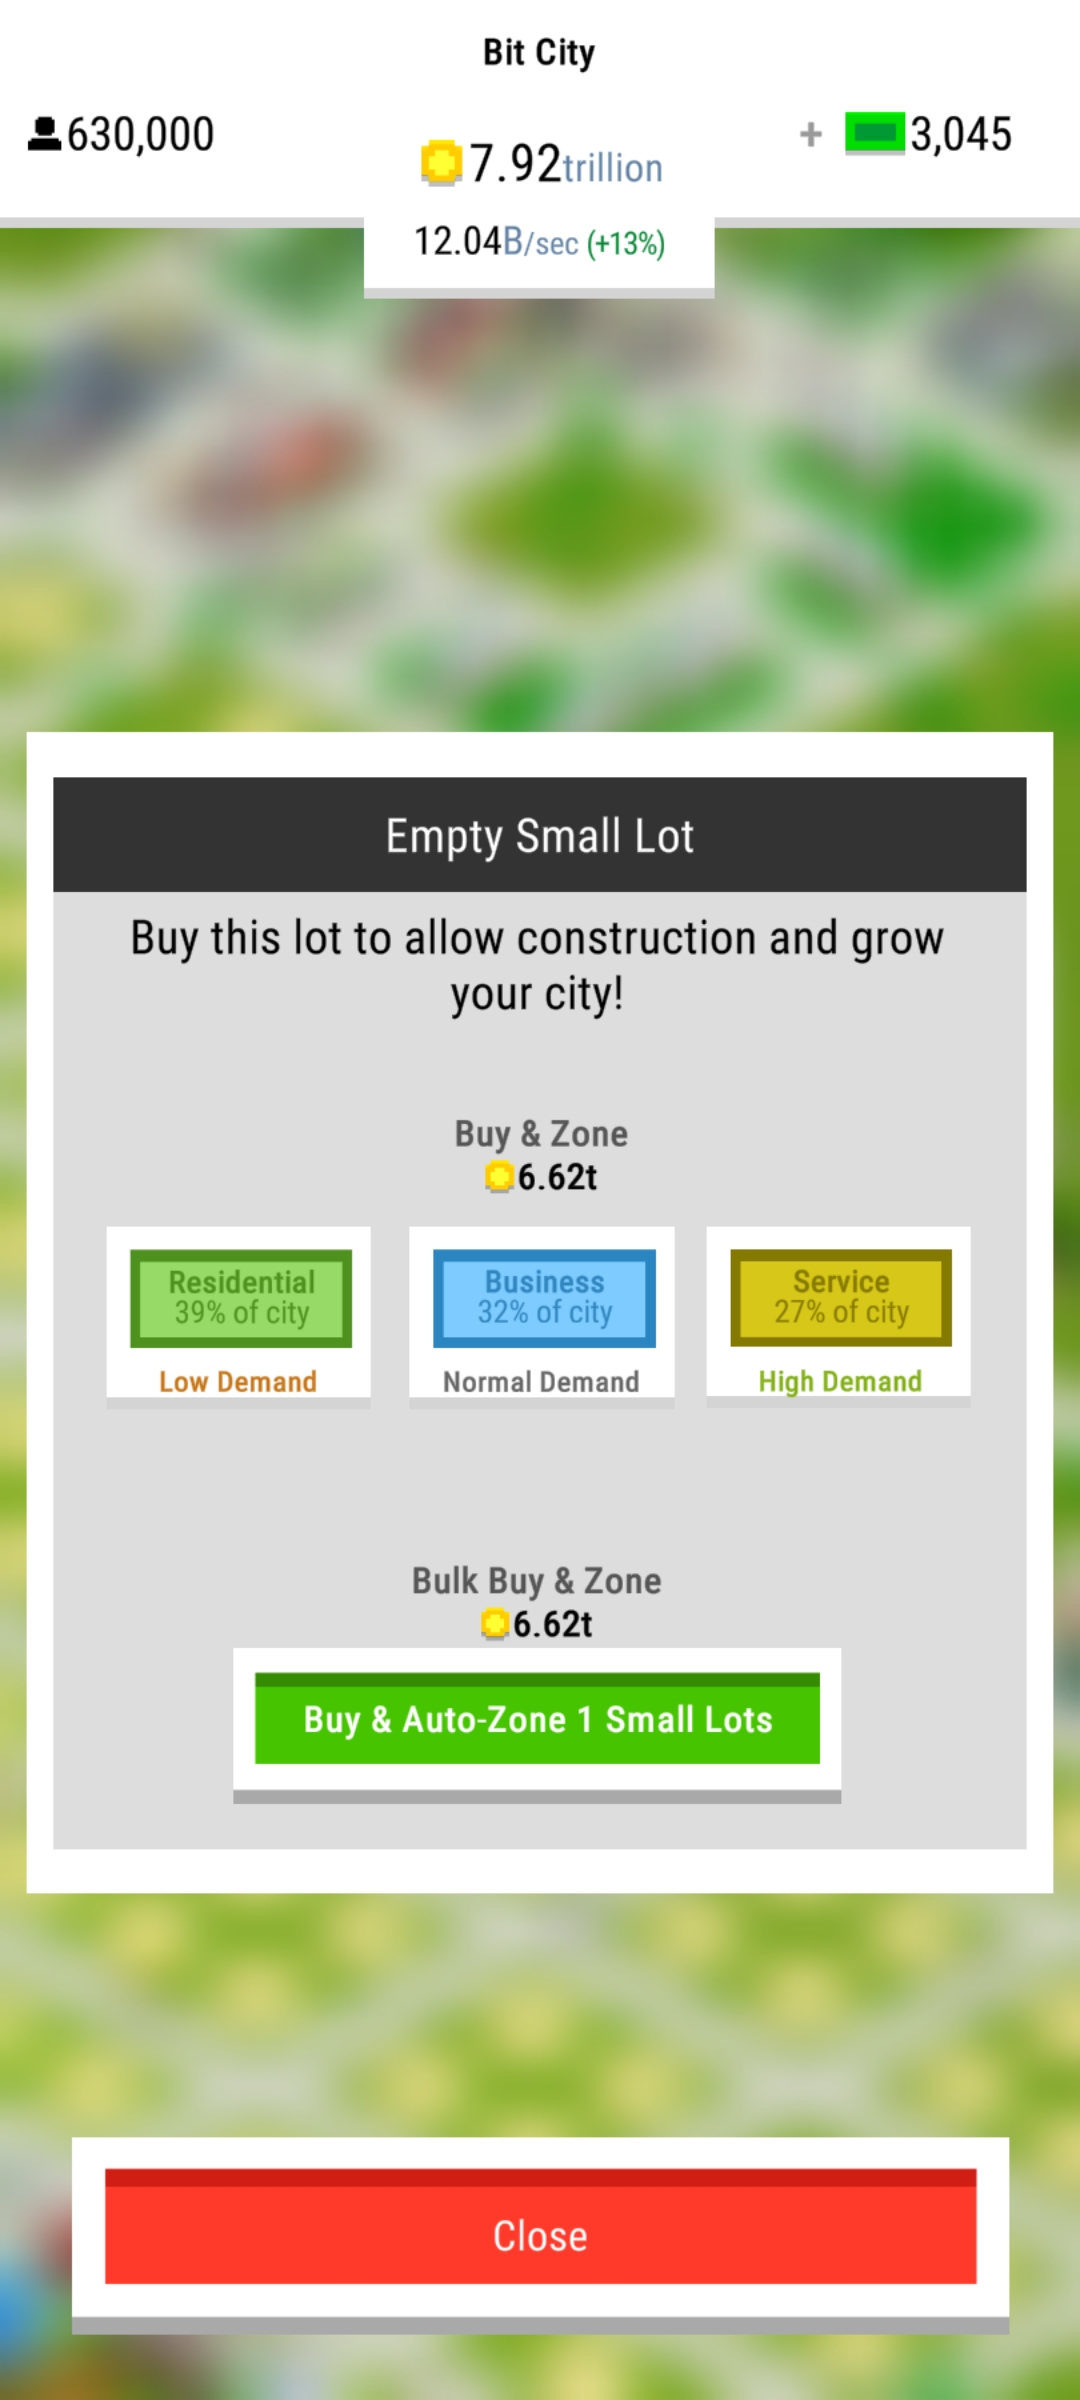 Bit City
630,000
7.92trillion
+ 3,045
12.04B/sec (+13%)
Empty Small Lot
Buy this lot to allow construction and grow
your city!
Buy & Zone
6.62t
Residential
39% of city
Low Demand
Business
32% of city
Normal Demand
Service
27% of city
High Demand
Bulk Buy & Zone
6.62t
Buy & Auto-Zone 1 Small Lots
Close